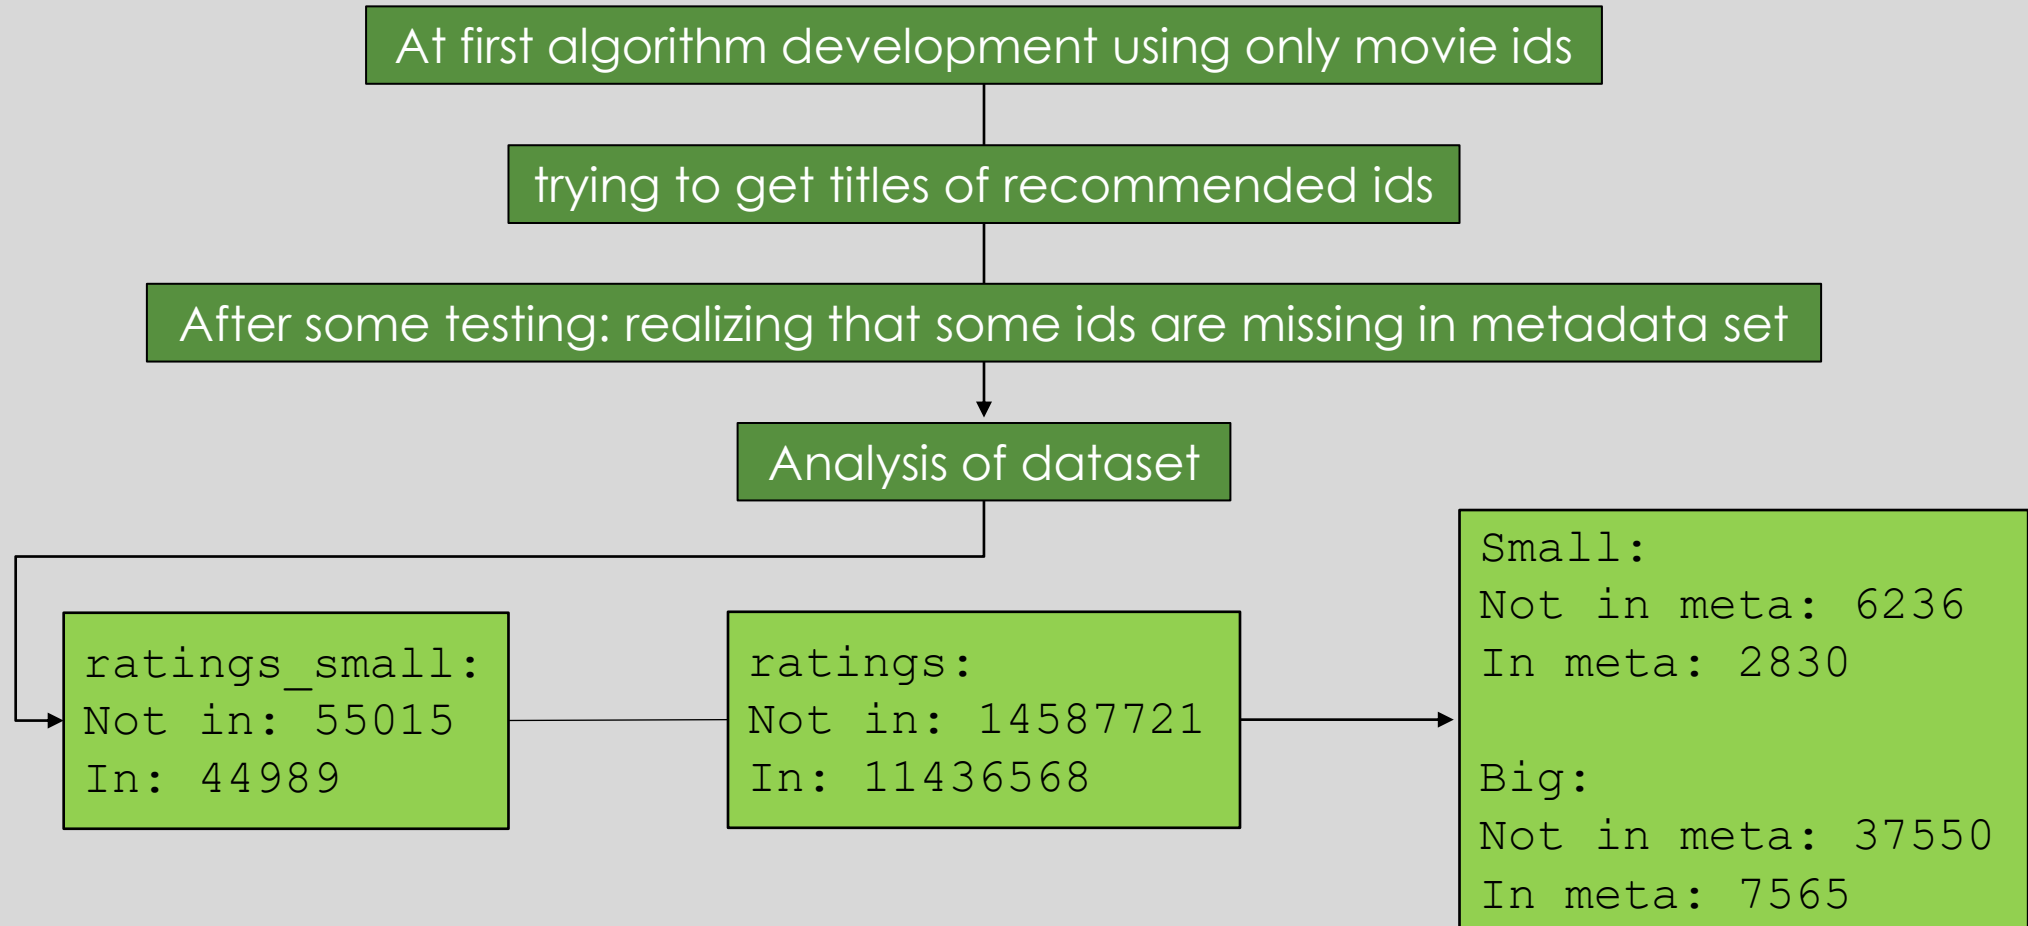 At first algorithm development using only movie ids
trying to get titles of recommended ids
After some testing: realizing that some ids are missing in metadata set
Analysis of dataset
ratings_small:
Not in: 55015
In: 44989
ratings:
Not in: 14587721
In: 11436568
Small:
Not in meta: 6236
In meta: 2830
Big:
Not in meta: 37550
In meta: 7565